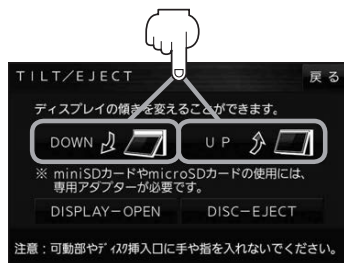 TILT/EJECT 戻る
ディスプレイの傾きを変えることができます。
DOWN UP
※ miniSDカードやmicroSDカードの使用には、
専用アダプターが必要です。
DISPLAY-OPEN DISC-EJECT
注意：可動部やディスク挿入口に手や指を入れないでください。